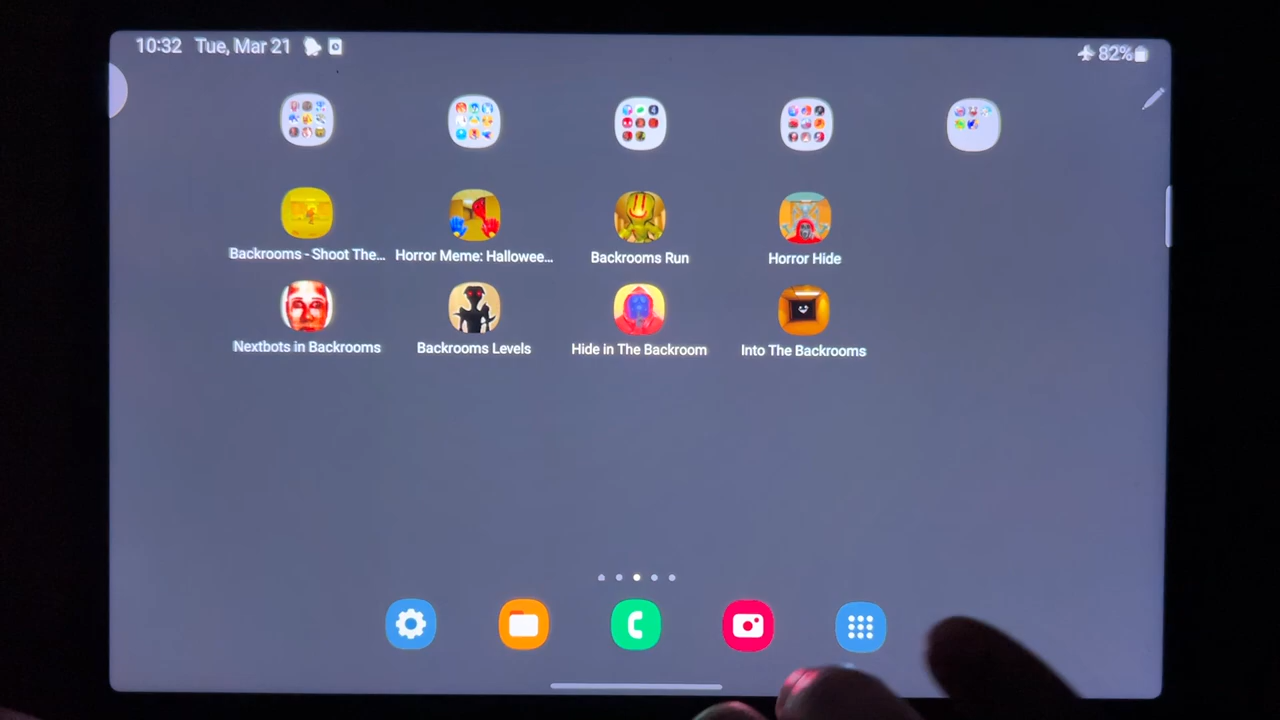 10:32 Tue, Mar 21
82%
Backrooms - Shoot The...
Horror Meme: Hallowee...
Backrooms Run
Horror Hide
Nextbots in Backrooms
Backrooms Levels
Hide in The Backroom
Into The Backrooms